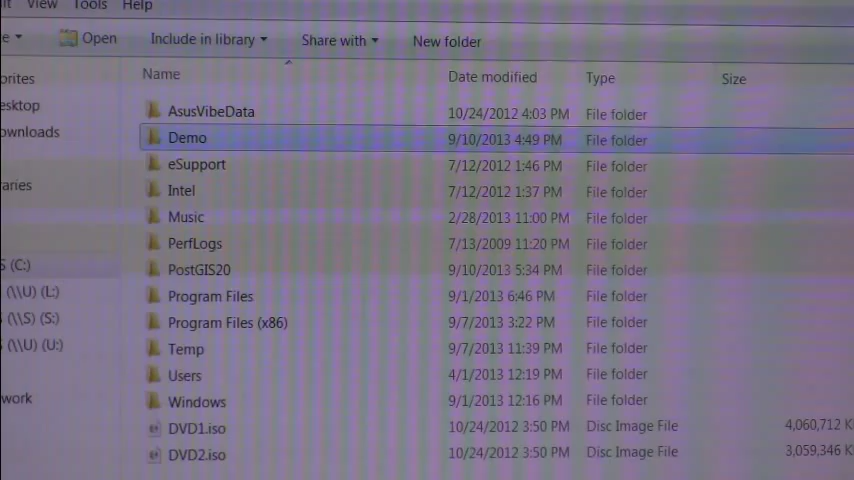 View Tools Help
Open Include in library Share with New folder
Name Date modified Type Size
AsusVibeData 10/24/2012 4:03 PM File folder
Demo 9/10/2013 4:49 PM File folder
eSupport 7/12/2012 1:46 PM File folder
Intel 7/12/2012 1:37 PM File folder
Music 2/28/2013 11:00 PM File folder
PerfLogs 7/13/2009 11:20 PM File folder
PostGIS20 9/10/2013 5:34 PM File folder
Program Files 9/1/2013 6:46 PM File folder
Program Files (x86) 9/7/2013 3:22 PM File folder
Temp 9/7/2013 11:39 PM File folder
Users 4/1/2013 12:19 PM File folder
Windows 9/1/2013 12:16 PM File folder
DVD1.iso 10/24/2012 3:50 PM Disc Image File 4,060,712 K
DVD2.iso 10/24/2012 3:50 PM Disc Image File 3,059,346 K
orites
esktop
ownloads
raries
S (C:)
(\\U) (L:)
(\\S) (S:)
(\\U) (U:)
work